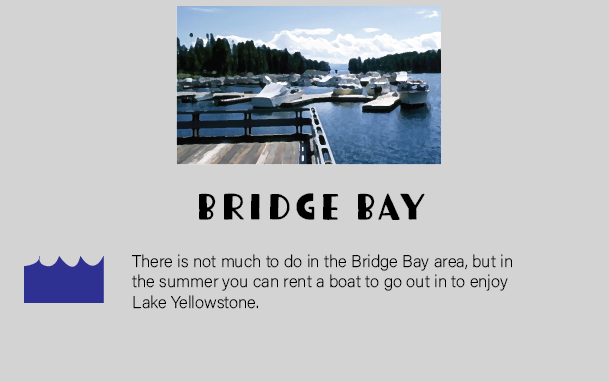 BRIDGE BAY
There is not much to do in the Bridge Bay area, but in
the summer you can rent a boat to go out in to enjoy
Lake Yellowstone.